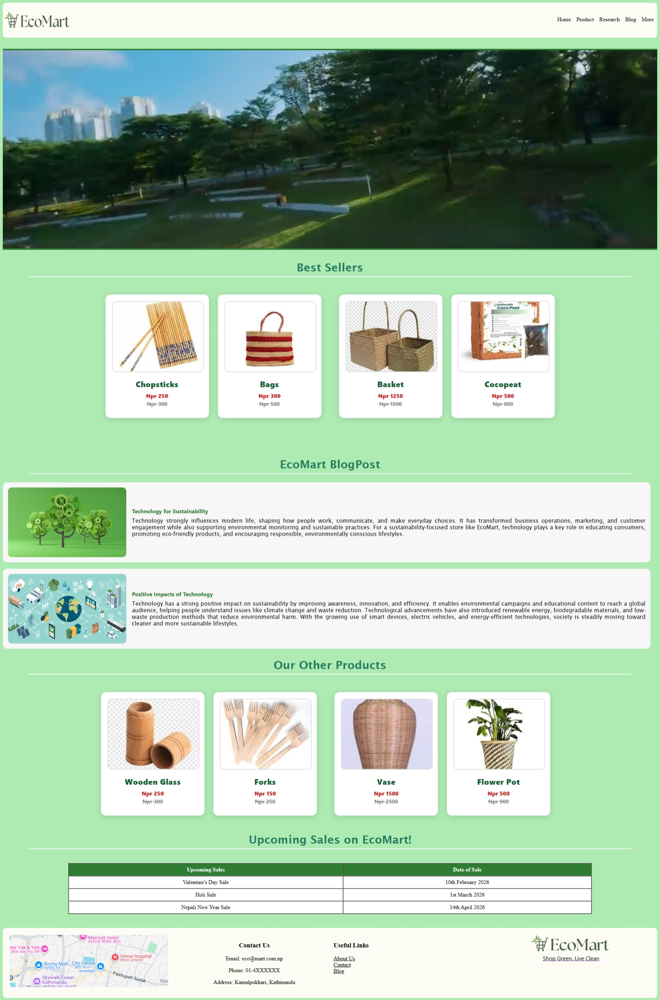 EcoMart
Home Product Research Blog More
Best Sellers
Sustainable
Coco Peat
Chopsticks
Npr 250
Npr 300
Bags
Npr 300
Npr 500
Basket
Npr 1250
Npr 1500
Cocopeat
Npr 500
Npr 800
EcoMart BlogPost
Technology for Sustainability
Technology strongly influences modern life, shaping how people work, communicate, and make everyday choices. It has transformed business operations, marketing, and customer
engagement while also supporting environmental monitoring and sustainable practices. For a sustainability-focused store like EcoMart, technology plays a key role in educating consumers,
promoting eco-friendly products, and encouraging responsible, environmentally conscious lifestyles.
CO₂
Positive Impacts of Technology
Technology has a strong positive impact on sustainability by improving awareness, innovation, and efficiency. It enables environmental campaigns and educational content to reach a global
audience, helping people understand issues like climate change and waste reduction. Technological advancements have also introduced renewable energy, biodegradable materials, and low-
waste production methods that reduce environmental harm. With the growing use of smart devices, electric vehicles, and energy-efficient technologies, society is steadily moving toward
cleaner and more sustainable lifestyles.
Our Other Products
Wooden Glass
Npr 250
Npr 300
Forks
Npr 150
Npr 250
Vase
Npr 1500
Npr 2500
Flower Pot
Npr 500
Npr 900
Upcoming Sales on EcoMart!
Upcoming Sales Date of Sale
Valentine's Day Sale 10th February 2026
Holi Sale 1st March 2026
Nepali New Year Sale 14th April 2026
Marriott Hotel
काठमाडौं मेरियोट होटेल
otel Yak & Yeti
होटेल याक एण्ड यति
Himal hospital
हिमाल अस्पताल
Rising Mall
राइजिङ मल
City Centre
सिटी सेन्टर
कमलपोखरी
Skywalk Tower
Kathmandu
Pashupati Sadak
Contact Us
Email: eco@mart.com.np
Phone: 01-4XXXXXX
Address: Kamalpokhari, Kathmandu
Useful Links
About Us
Contact
Blog
EcoMart
Shop Green. Live Clean